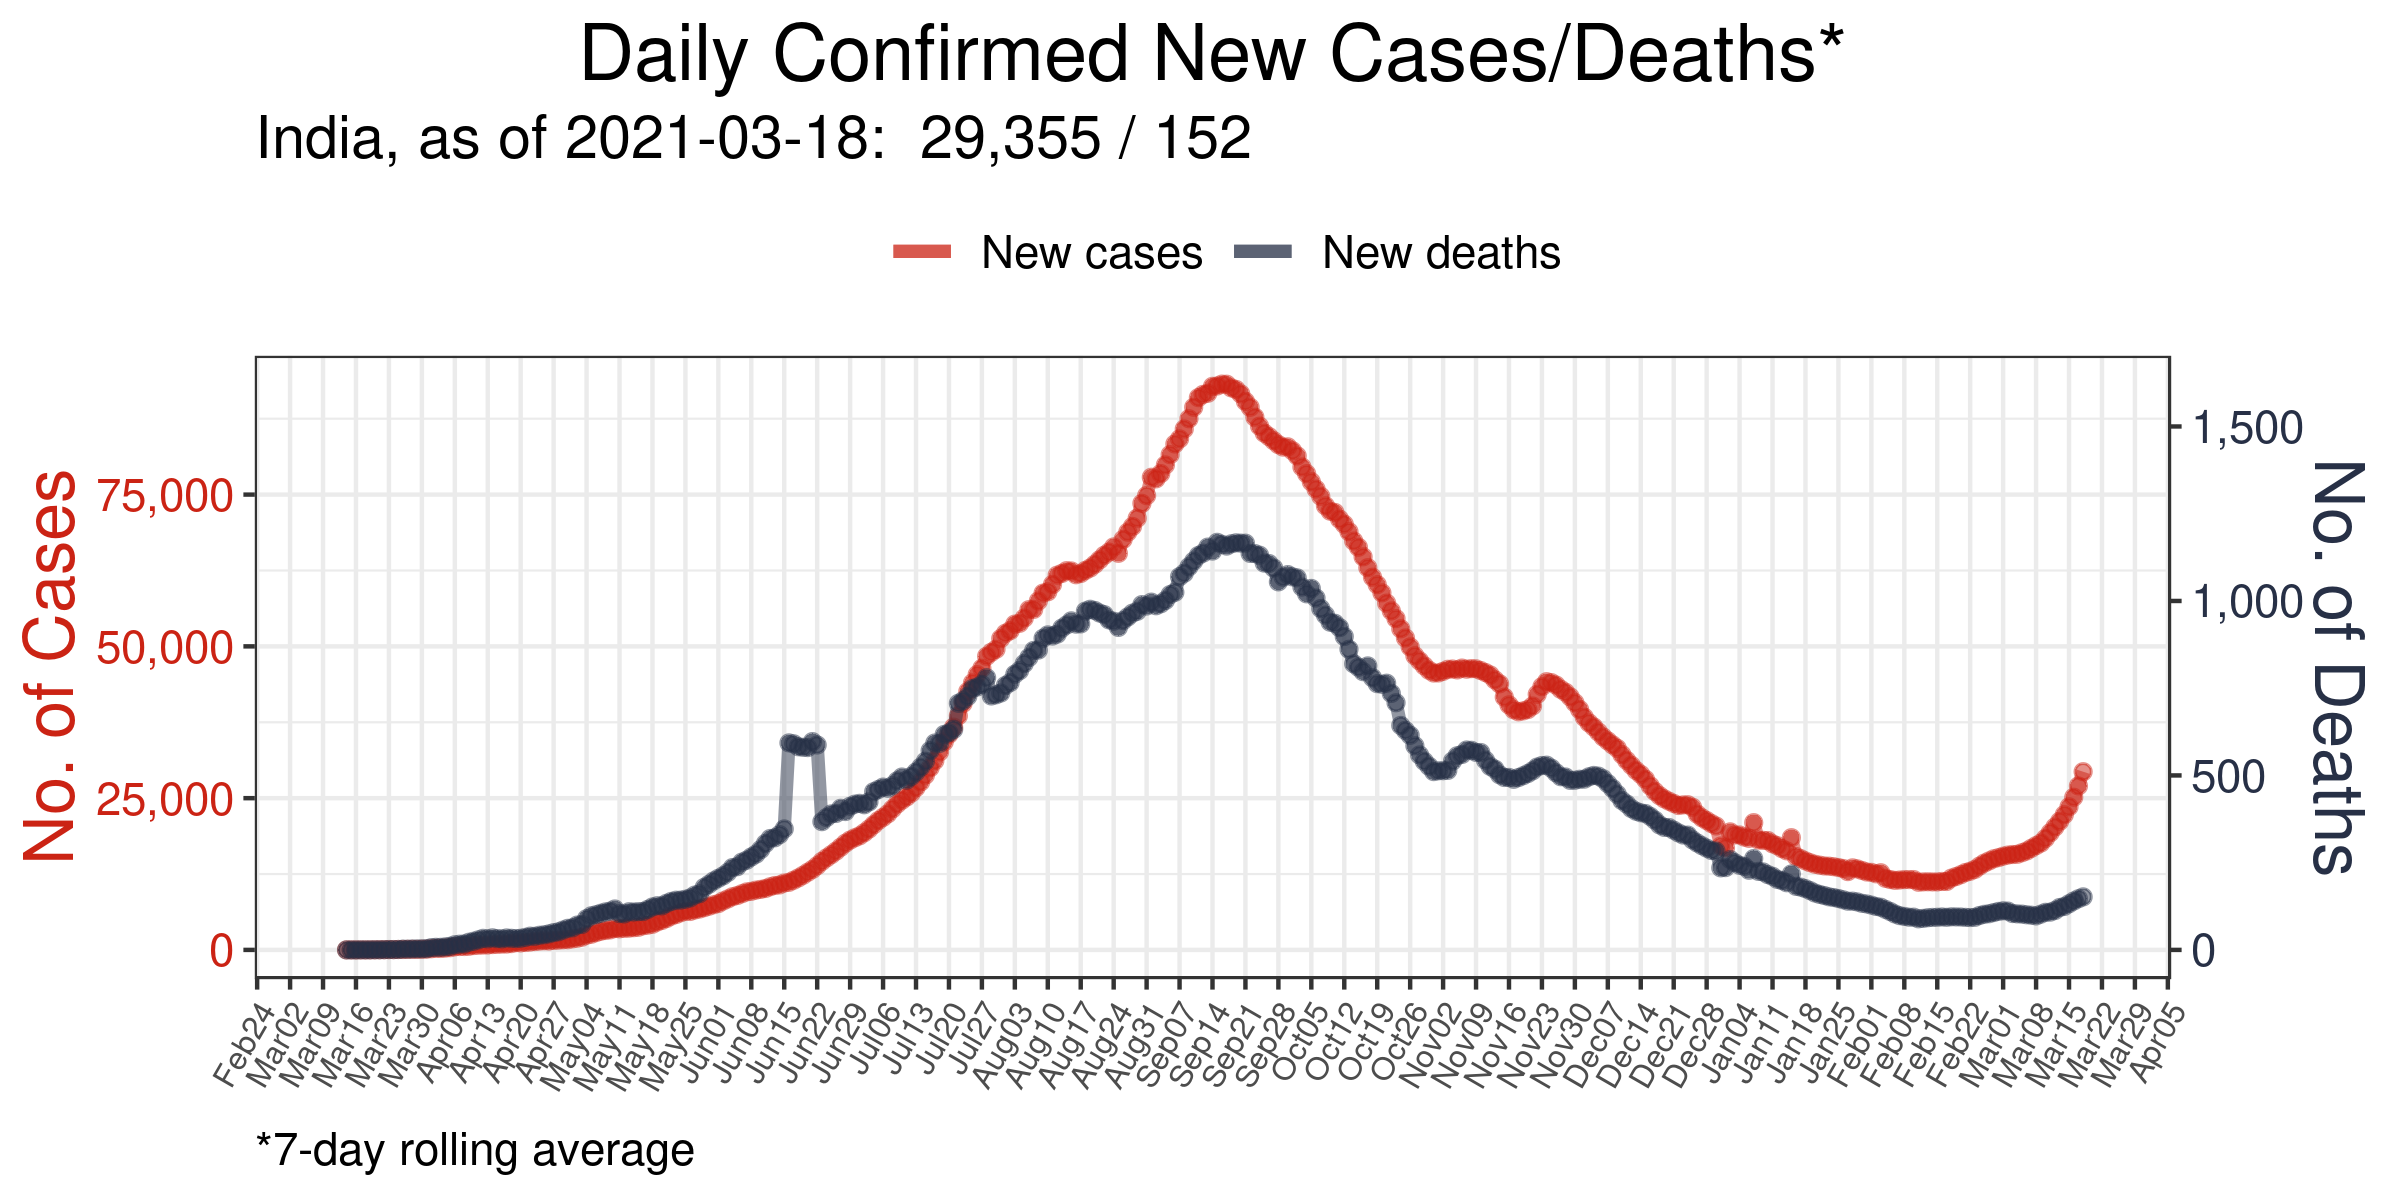 Daily Confirmed New Cases/Deaths*
India, as of 2021-03-18:  29,355 / 152
New cases
New deaths
No. of Cases
75,000
50,000
25,000
0
1,500
1,000
500
0
No. of Deaths
Feb24
Mar02
Mar09
Mar16
Mar23
Mar30
Apr06
Apr13
Apr20
Apr27
May04
May11
May18
May25
Jun01
Jun08
Jun15
Jun22
Jun29
Jul06
Jul13
Jul20
Jul27
Aug03
Aug10
Aug17
Aug24
Aug31
Sep07
Sep14
Sep21
Sep28
Oct05
Oct12
Oct19
Oct26
Nov02
Nov09
Nov16
Nov23
Nov30
Dec07
Dec14
Dec21
Dec28
Jan04
Jan11
Jan18
Jan25
Feb01
Feb08
Feb15
Feb22
Mar01
Mar08
Mar15
Mar22
Mar29
Apr05
*7-day rolling average